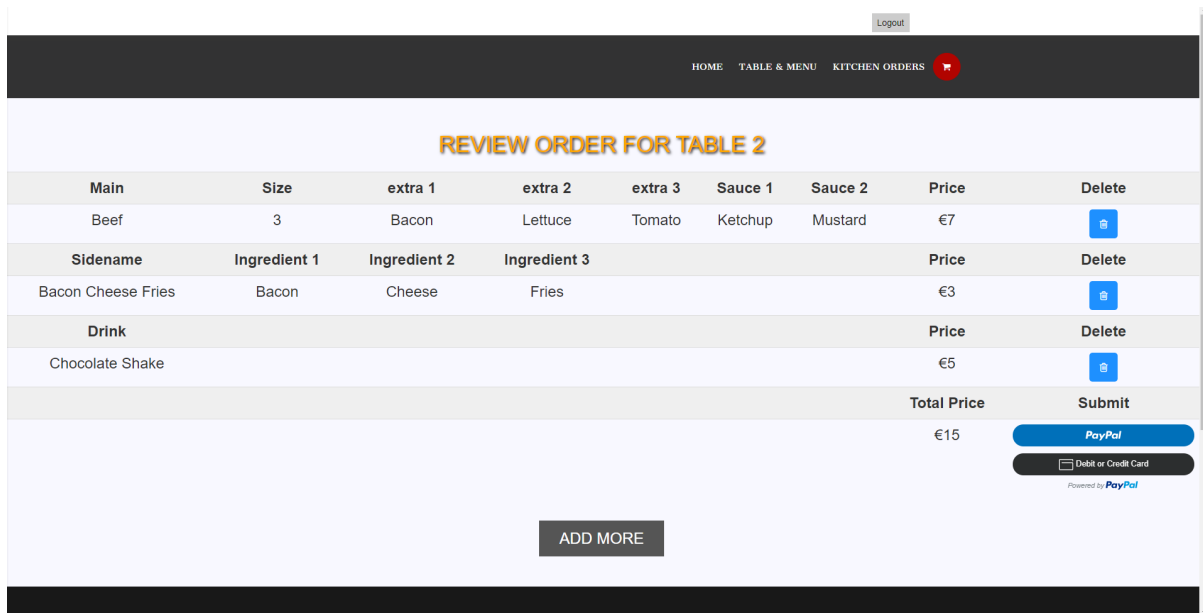 Logout
HOME TABLE & MENU KITCHEN ORDERS
REVIEW ORDER FOR TABLE 2
Main Size extra 1 extra 2 extra 3 Sauce 1 Sauce 2 Price Delete
Beef 3 Bacon Lettuce Tomato Ketchup Mustard €7
Sidename Ingredient 1 Ingredient 2 Ingredient 3 Price Delete
Bacon Cheese Fries Bacon Cheese Fries €3
Drink Price Delete
Chocolate Shake €5
Total Price Submit
€15 PayPal
Debit or Credit Card
Powered by PayPal
ADD MORE